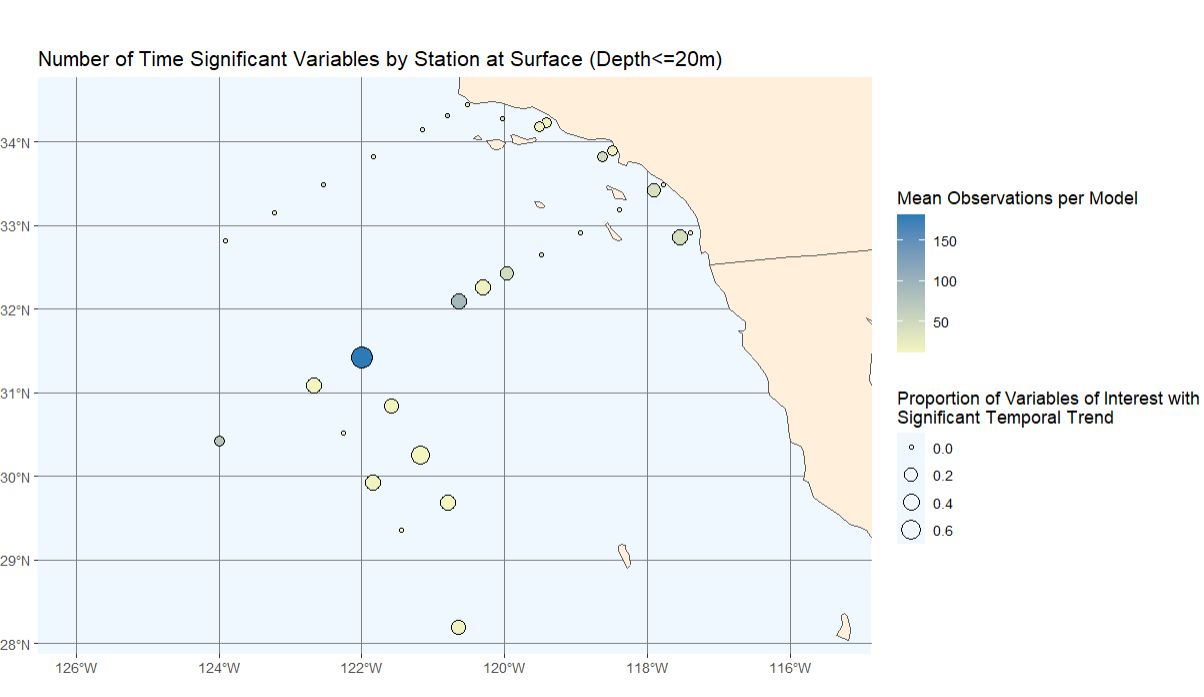 Number of Time Significant Variables by Station at Surface (Depth<=20m)
34°N
33°N
32°N
31°N
30°N
29°N
28°N
126°W
124°W
122°W
120°W
118°W
116°W
Mean Observations per Model
150
100
50
Proportion of Variables of Interest with
Significant Temporal Trend
0.0
0.2
0.4
0.6